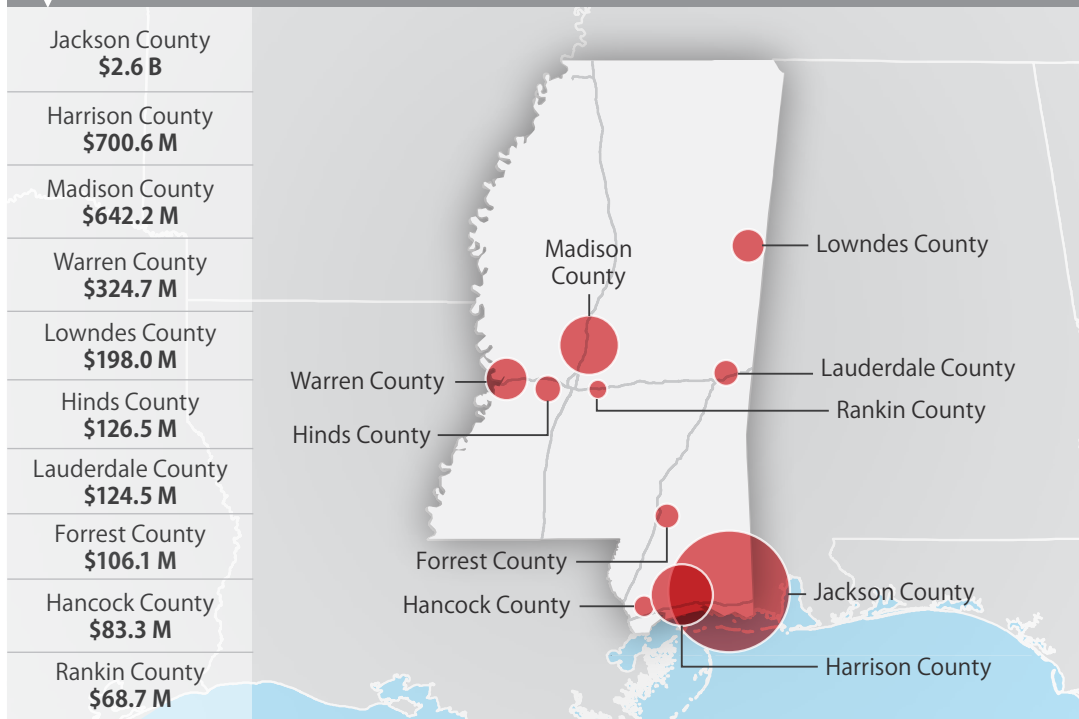 Jackson County
$2.6 B
Harrison County
$700.6 M
Madison County
$642.2 M
Warren County
$324.7 M
Lowndes County
$198.0 M
Hinds County
$126.5 M
Lauderdale County
$124.5 M
Forrest County
$106.1 M
Hancock County
$83.3 M
Rankin County
$68.7 M
Madison
County
Lowndes County
Warren County
Lauderdale County
Rankin County
Hinds County
Forrest County
Hancock County
Jackson County
Harrison County